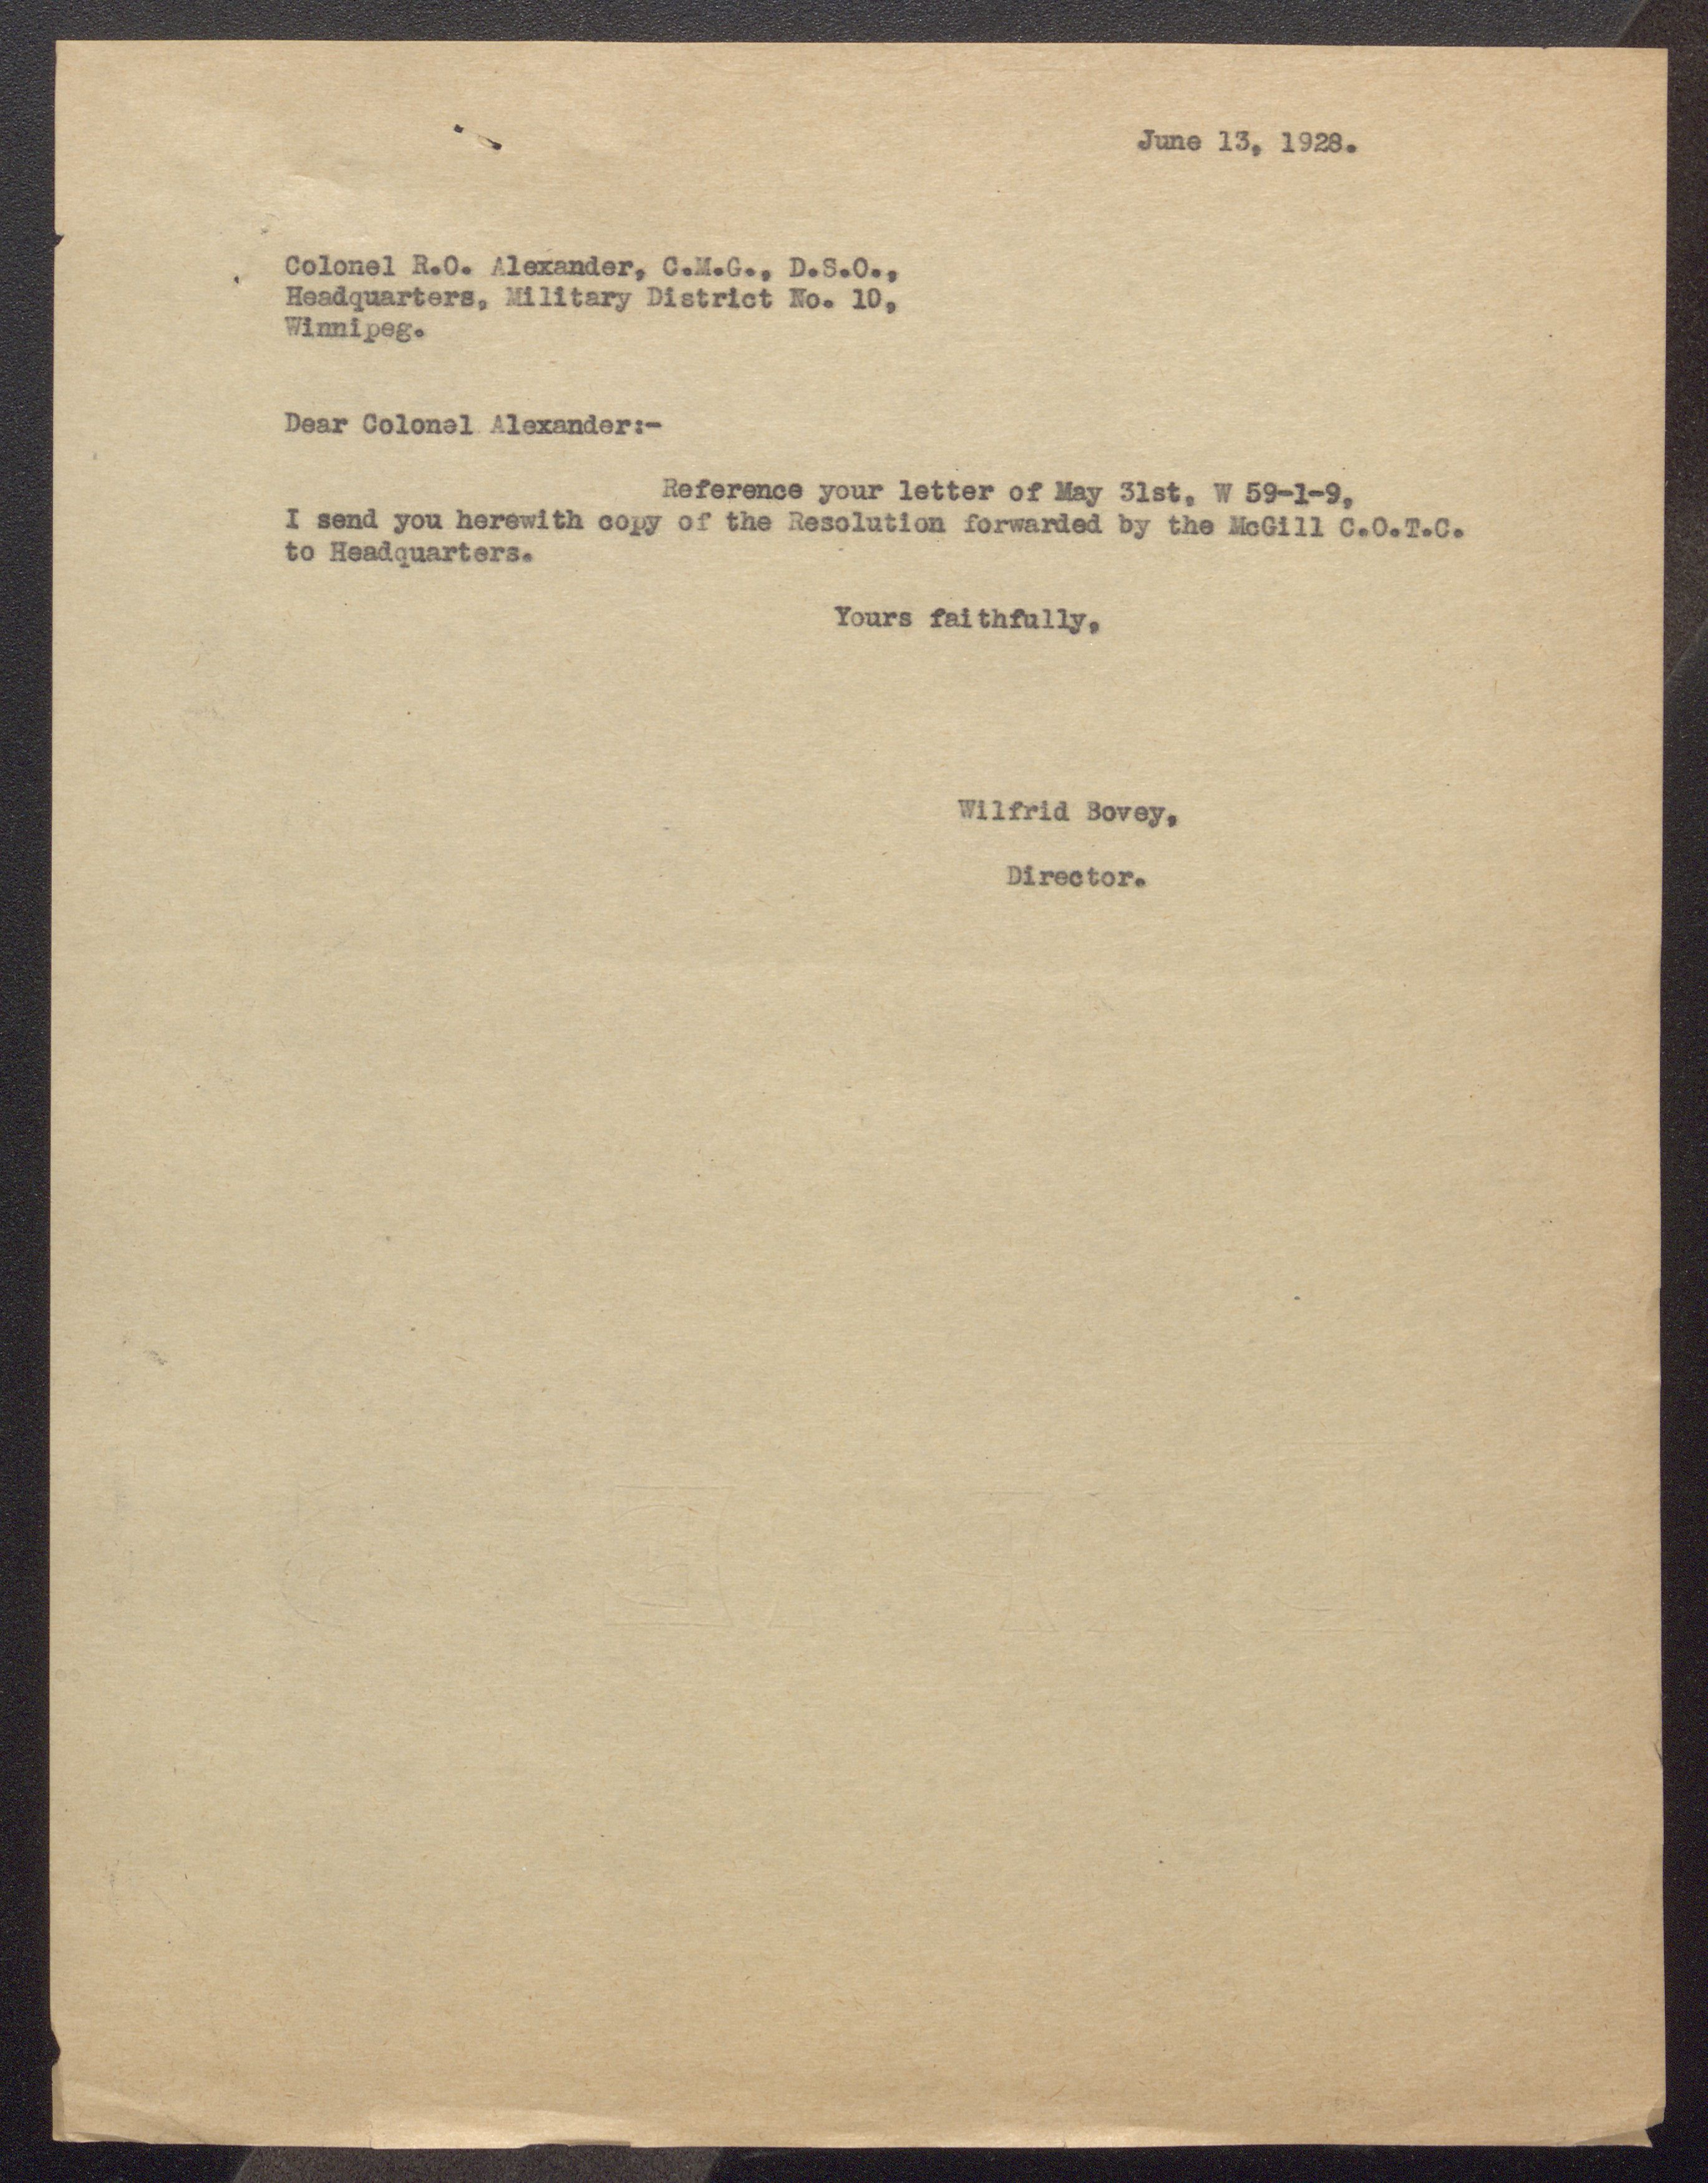 June 13, 1928.
Colonel R.O. Alexander, C.M.G., D.S.O.,
Headquarters, Military District No. 10,
Winnipeg.
Dear Colonel Alexander:-
Reference your letter of May 31st, W 59-1-9,
I send you herewith copy of the Resolution forwarded by the McGill C.O.T.C.
to Headquarters.
Yours faithfully,
Wilfrid Bovey,
Director.